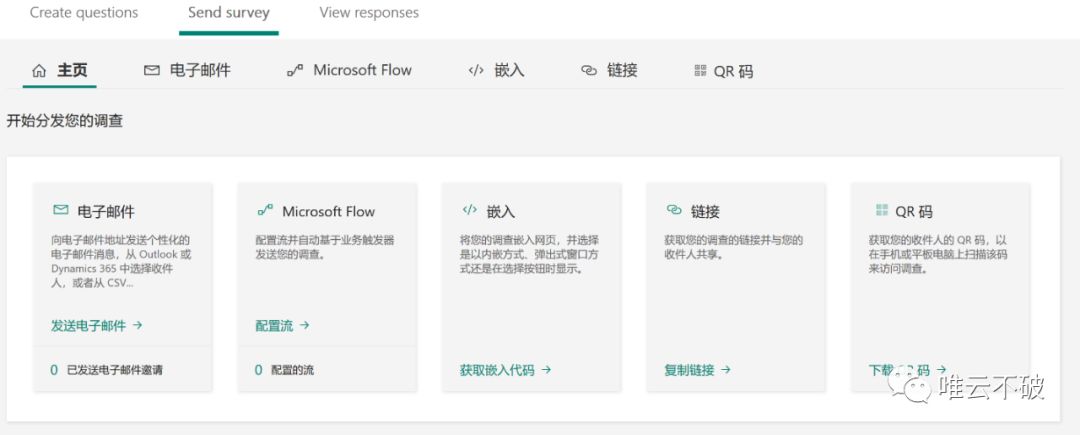 Create questions
Send survey
View responses
主页
电子邮件
Microsoft Flow
嵌入
链接
QR 码
开始分发您的调查
电子邮件
向电子邮件地址发送个性化的
电子邮件消息，从 Outlook 或
Dynamics 365 中选择收件
人，或者从 CSV...
发送电子邮件
0 已发送电子邮件邀请
Microsoft Flow
配置流并自动基于业务触发器
发送您的调查。
配置流
0 配置的流
嵌入
将您的调查嵌入网页，并选择
是以内嵌方式、弹出式窗口方
式还是在选择按钮时显示。
获取嵌入代码
链接
获取您的调查的链接并与您的
收件人共享。
复制链接
QR 码
获取您的收件人的 QR 码，以
在手机或平板电脑上扫描该码
来访问调查。
下载 QR 码
唯云不破